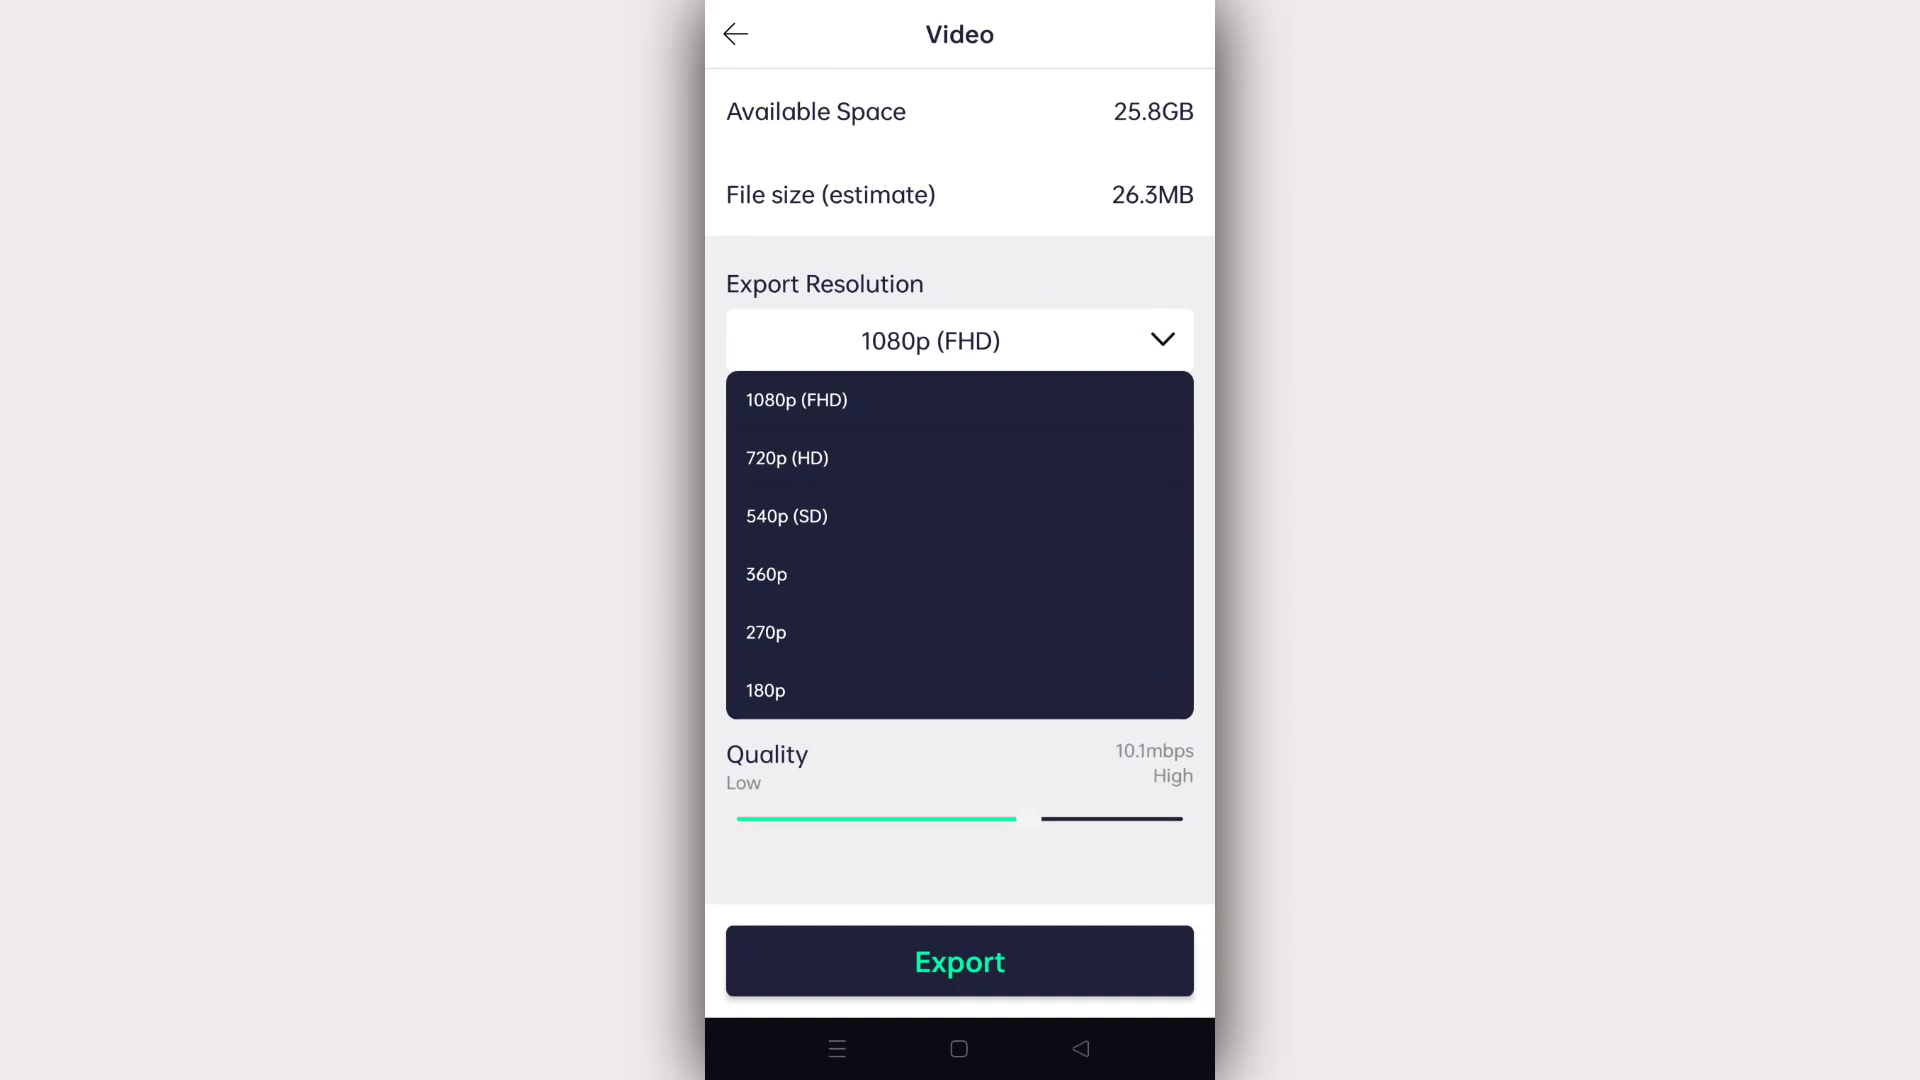 Video
Available Space 25.8GB
File size (estimate) 26.3MB
Export Resolution
1080p (FHD)
1080p (FHD)
720p (HD)
540p (SD)
360p
270p
180p
Quality 10.1mbps
Low High
Export